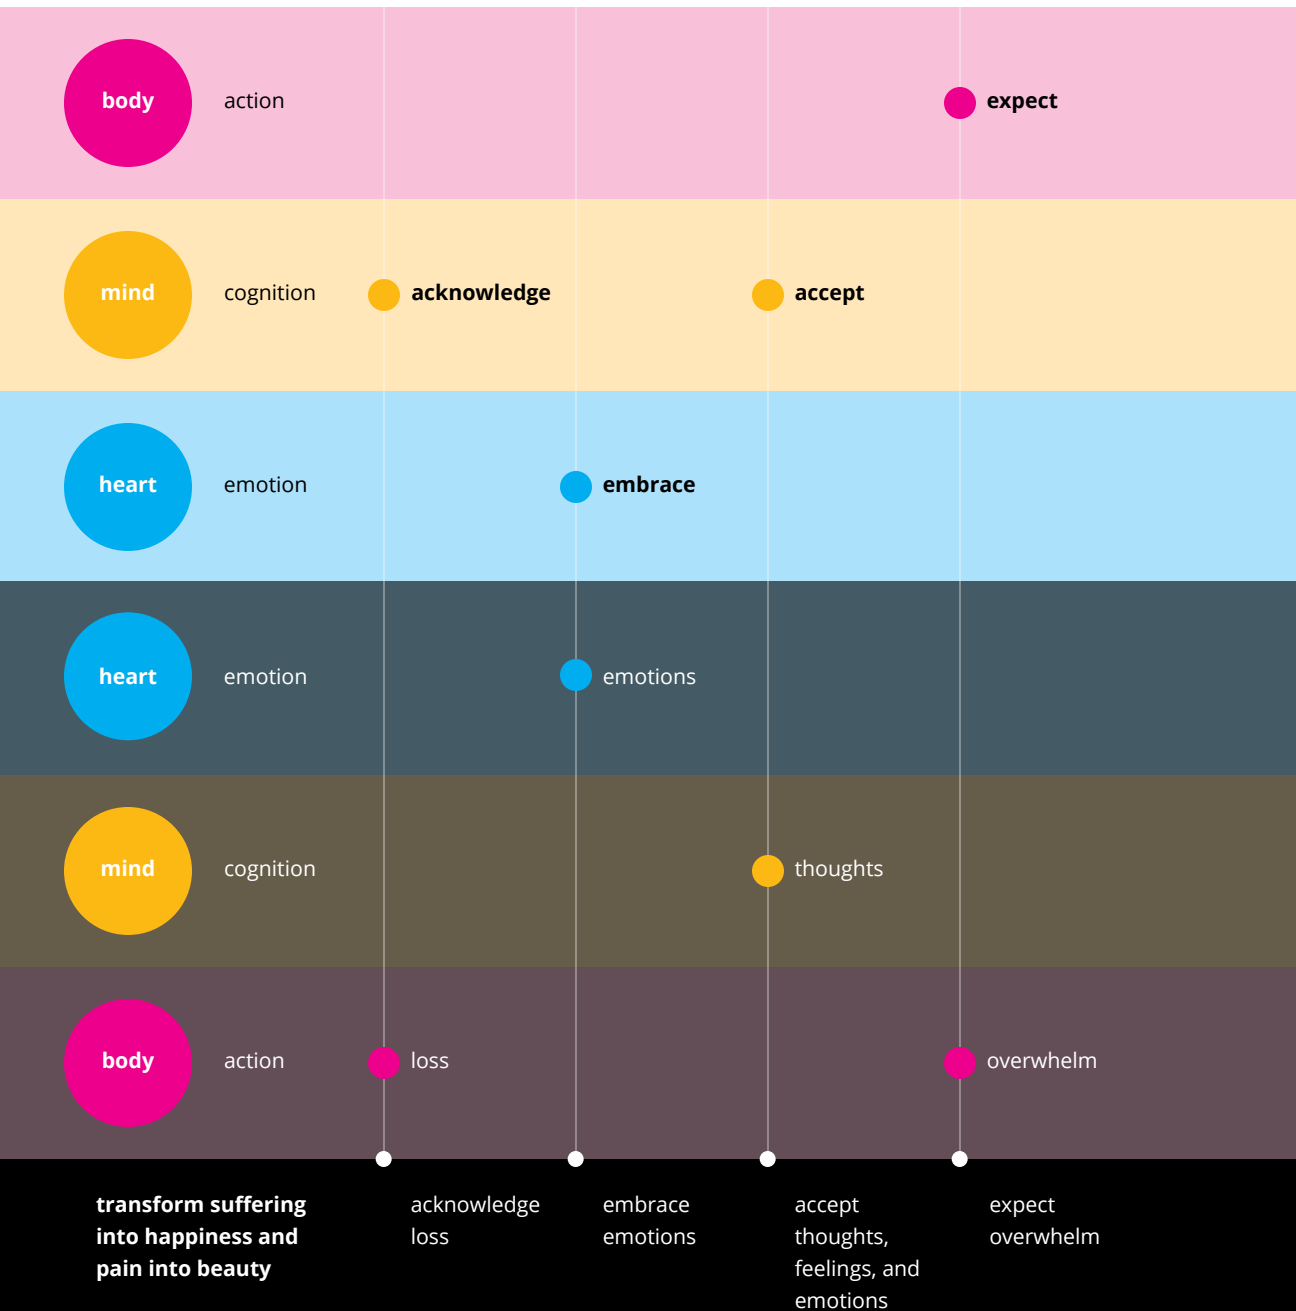 body action expect
mind cognition acknowledge accept
heart emotion embrace
heart emotion emotions
mind cognition thoughts
body action loss overwhelm
transform suffering
into happiness and
pain into beauty
acknowledge
loss
embrace
emotions
accept
thoughts,
feelings, and
emotions
expect
overwhelm